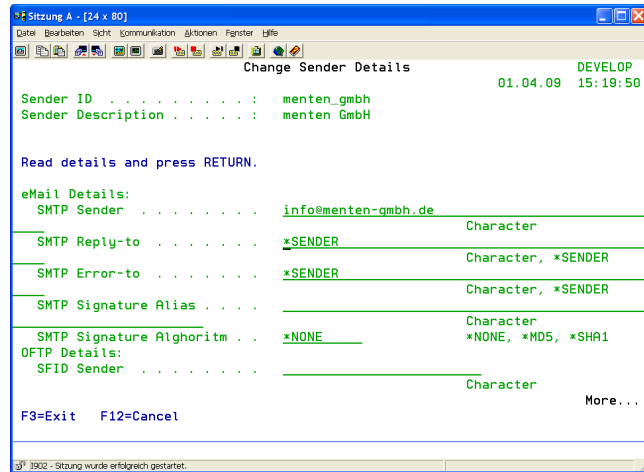 Sitzung A - [24 x 80]
Datei Bearbeiten Sicht Kommunikation Aktionen Fenster Hilfe
Change Sender Details DEVELOP
01.04.09 15:19:50
Sender ID . . . . . . . . . : menten_gmbh
Sender Description . . . . . : menten GmbH
Read details and press RETURN.
eMail Details:
SMTP Sender . . . . . . . . info@menten-gmbh.de
Character
SMTP Reply-to . . . . . . . *SENDER
Character, *SENDER
SMTP Error-to . . . . . . . *SENDER
Character, *SENDER
SMTP Signature Alias . . . .
Character
SMTP Signature Alghoritm . . *NONE *NONE, *MD5, *SHA1
OFTP Details:
SFID Sender . . . . . . . .
Character
More...
F3=Exit F12=Cancel
I902 - Sitzung wurde erfolgreich gestartet.